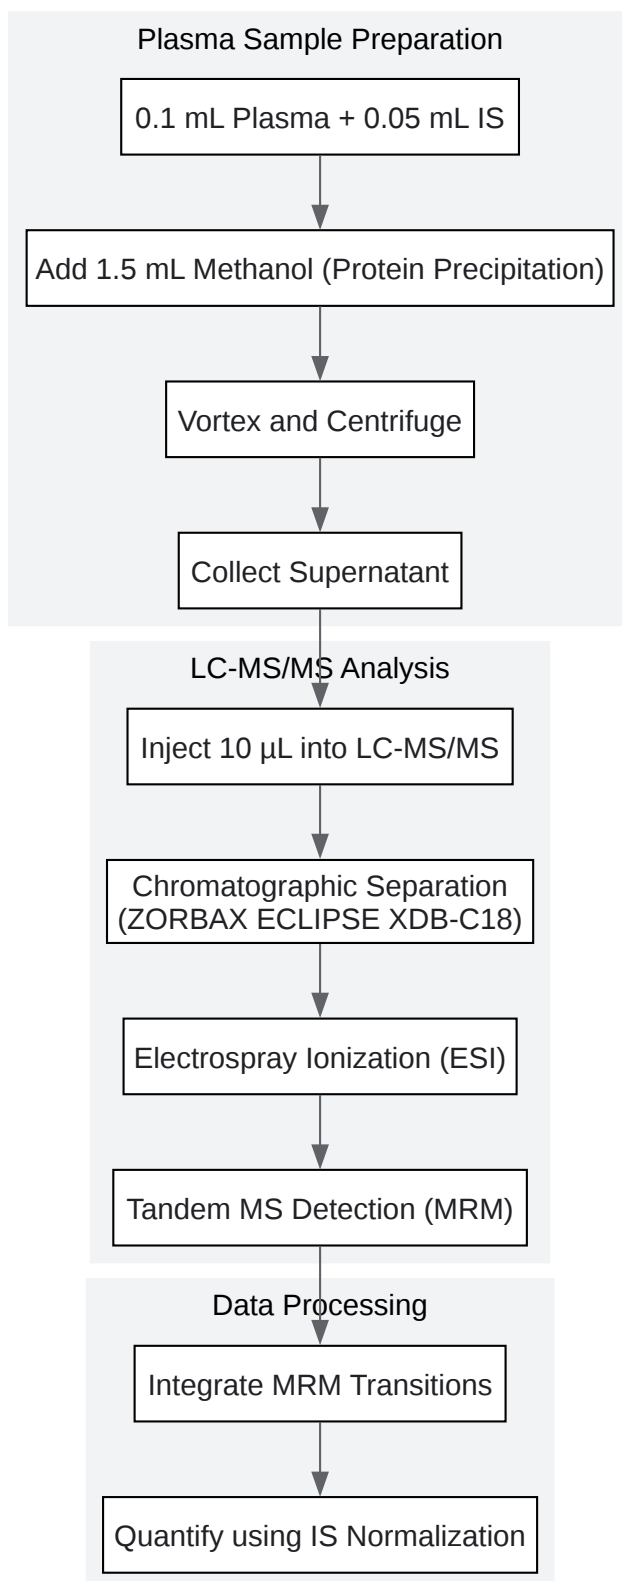 Plasma Sample Preparation
0.1 mL Plasma + 0.05 mL IS
Add 1.5 mL Methanol (Protein Precipitation)
Vortex and Centrifuge
Collect Supernatant
LC-MS/MS Analysis
Inject 10 µL into LC-MS/MS
Chromatographic Separation
(ZORBAX ECLIPSE XDB-C18)
Electrospray Ionization (ESI)
Tandem MS Detection (MRM)
Data Processing
Integrate MRM Transitions
Quantify using IS Normalization